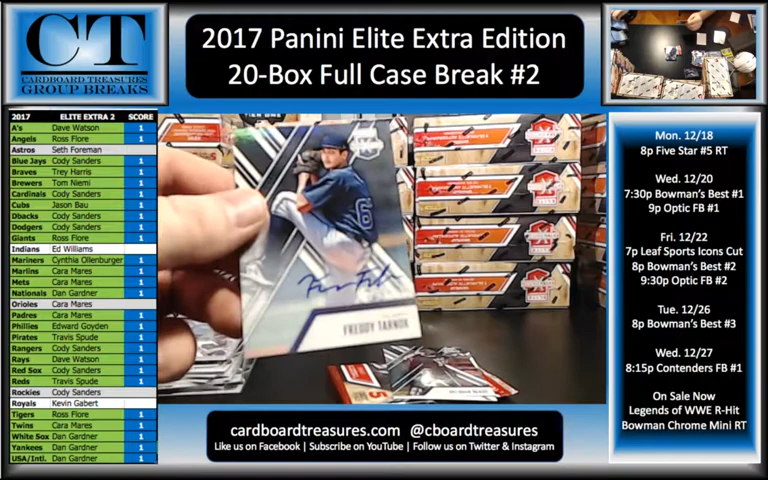 CT
CARDBOARD TREASURES
GROUP BREAKS
2017 Panini Elite Extra Edition
20-Box Full Case Break #2
2017 ELITE EXTRA 2 SCORE
A's Dave Watson 1
Angels Ross Flore 1
Astros Seth Foreman
Blue Jays Cody Sanders 1
Braves Trey Harris 1
Brewers Tom Niemi 1
Cardinals Cody Sanders 1
Cubs Jason Bau 1
Dbacks Cody Sanders 1
Dodgers Cody Sanders 1
Giants Ross Flore 1
Indians Ed Williams
Mariners Cynthia Ollenburger 1
Marlins Cara Mares 1
Mets Cara Mares 1
Nationals Dan Gardner 1
Orioles Cara Mares
Padres Cara Mares 1
Phillies Edward Goyden 1
Pirates Travis Spude 1
Rangers Cody Sanders 1
Rays Dave Watson 1
Red Sox Cody Sanders 1
Reds Travis Spude 1
Rockies Cody Sanders
Royals Kevin Gabert
Tigers Ross Flore 1
Twins Cara Mares 1
White Sox Dan Gardner 1
Yankees Dan Gardner 1
USA/Intl. Dan Gardner 1
6
FREDDY TARNOK
Mon. 12/18
8p Five Star #5 RT
Wed. 12/20
7:30p Bowman's Best #1
9p Optic FB #1
Fri. 12/22
7p Leaf Sports Icons Cut
8p Bowman's Best #2
9:30p Optic FB #2
Tue. 12/26
8p Bowman's Best #3
Wed. 12/27
8:15p Contenders FB #1
On Sale Now
Legends of WWE R-Hit
Bowman Chrome Mini RT
cardboardtreasures.com @cboardtreasures
Like us on Facebook | Subscribe on YouTube | Follow us on Twitter & Instagram